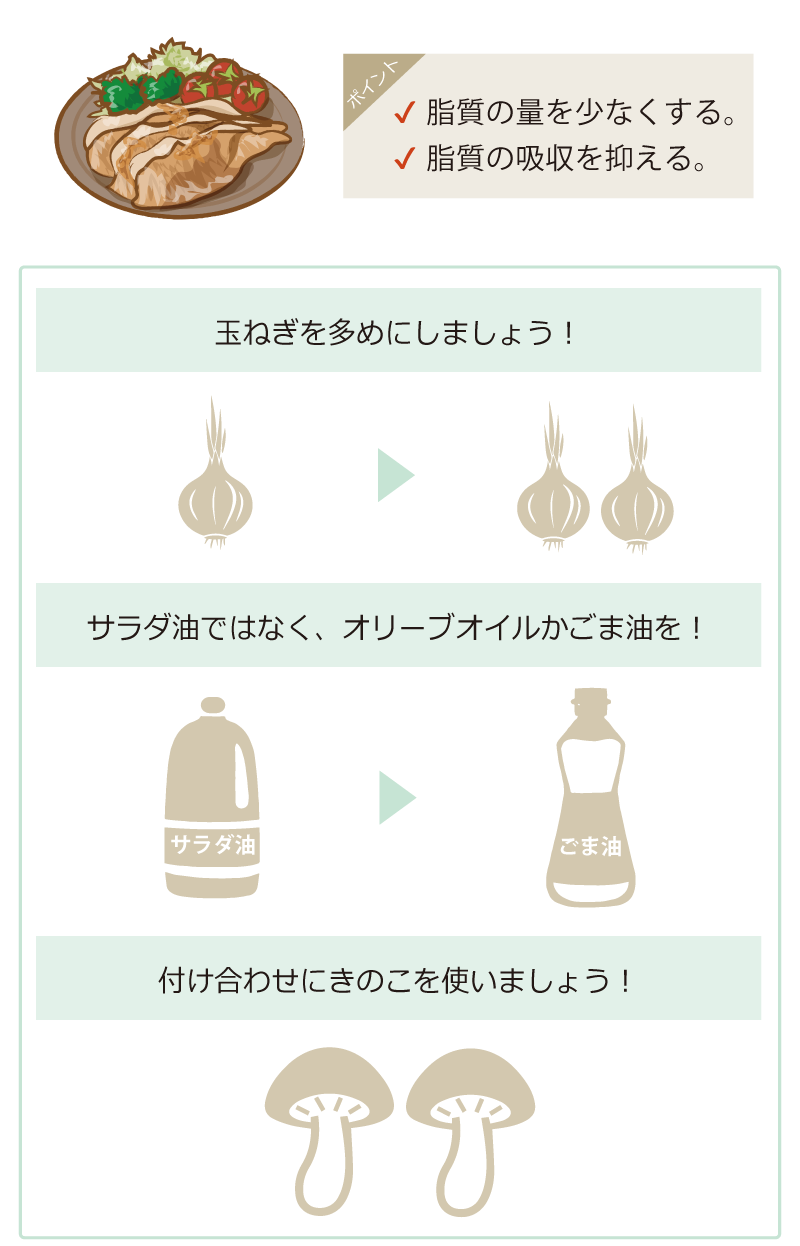 ポイント
✓ 脂質の量を少なくする。
✓ 脂質の吸収を抑える。
玉ねぎを多めにしましょう！
サラダ油ではなく、オリーブオイルかごま油を！
サラダ油
ごま油
付け合わせにきのこを使いましょう！